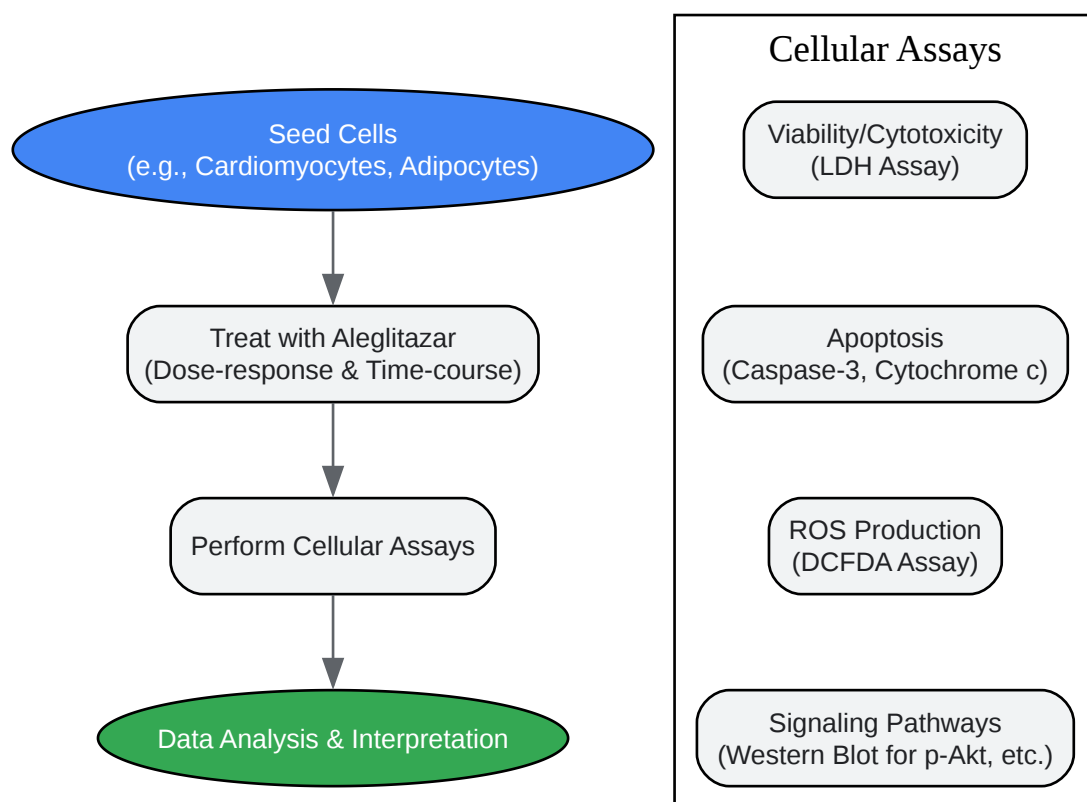 Seed Cells
(e.g., Cardiomyocytes, Adipocytes)
Treat with Aleglitazar
(Dose-response & Time-course)
Perform Cellular Assays
Data Analysis & Interpretation
Cellular Assays
Viability/Cytotoxicity
(LDH Assay)
Apoptosis
(Caspase-3, Cytochrome c)
ROS Production
(DCFDA Assay)
Signaling Pathways
(Western Blot for p-Akt, etc.)